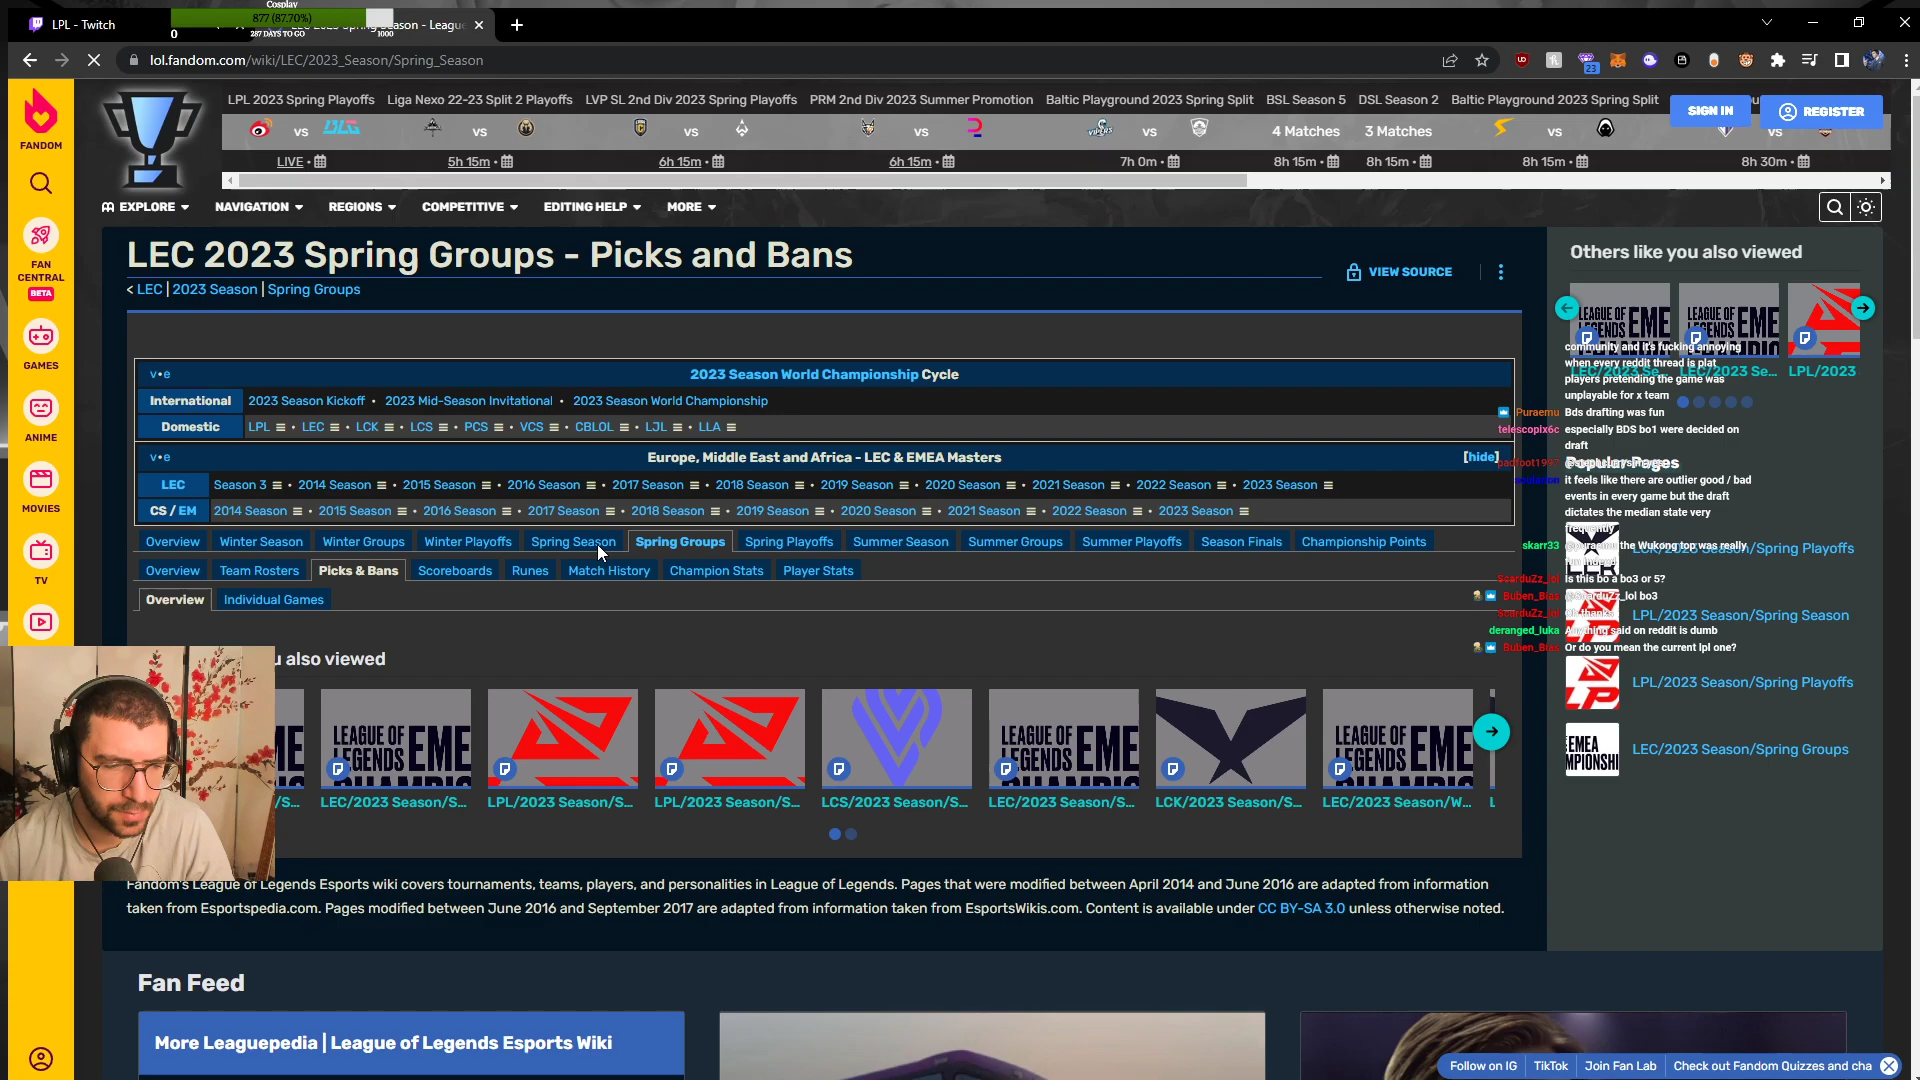 LPL - Twitch
Cosplay
877 (87.70%)
0 287 DAYS TO GO 1000
LEC 2023 Spring Season - League
lol.fandom.com/wiki/LEC/2023_Season/Spring_Season
23
FANDOM
FAN CENTRAL
BETA
GAMES
ANIME
MOVIES
TV
LPL 2023 Spring Playoffs Liga Nexo 22-23 Split 2 Playoffs LVP SL 2nd Div 2023 Spring Playoffs PRM 2nd Div 2023 Summer Promotion Baltic Playground 2023 Spring Split BSL Season 5 DSL Season 2 Baltic Playground 2023 Spring Split
SIGN IN REGISTER
vs vs vs vs vs 4 Matches 3 Matches vs vs
LIVE • 5h 15m • 6h 15m • 6h 15m • 7h 0m • 8h 15m • 8h 15m • 8h 15m • 8h 30m •
EXPLORE NAVIGATION REGIONS COMPETITIVE EDITING HELP MORE
LEC 2023 Spring Groups - Picks and Bans
VIEW SOURCE
< LEC | 2023 Season | Spring Groups
v•e 2023 Season World Championship Cycle
International 2023 Season Kickoff • 2023 Mid-Season Invitational • 2023 Season World Championship
Domestic LPL • LEC • LCK • LCS • PCS • VCS • CBLOL • LJL • LLA
v•e Europe, Middle East and Africa - LEC & EMEA Masters [hide]
LEC Season 3 • 2014 Season • 2015 Season • 2016 Season • 2017 Season • 2018 Season • 2019 Season • 2020 Season • 2021 Season • 2022 Season • 2023 Season
CS / EM 2014 Season • 2015 Season • 2016 Season • 2017 Season • 2018 Season • 2019 Season • 2020 Season • 2021 Season • 2022 Season • 2023 Season
Overview Winter Season Winter Groups Winter Playoffs Spring Season Spring Groups Spring Playoffs Summer Season Summer Groups Summer Playoffs Season Finals Championship Points
Overview Team Rosters Picks & Bans Scoreboards Runes Match History Champion Stats Player Stats
Overview Individual Games
u also viewed
/S... LEC/2023 Season/S... LPL/2023 Season/S... LPL/2023 Season/S... LCS/2023 Season/S... LEC/2023 Season/S... LCK/2023 Season/S... LEC/2023 Season/W...
Fandom's League of Legends Esports wiki covers tournaments, teams, players, and personalities in League of Legends. Pages that were modified between April 2014 and June 2016 are adapted from information
taken from Esportspedia.com. Pages modified between June 2016 and September 2017 are adapted from information taken from EsportsWikis.com. Content is available under CC BY-SA 3.0 unless otherwise noted.
Fan Feed
More Leaguepedia | League of Legends Esports Wiki
Others like you also viewed
LEAGUE OF LEGENDS EME
LEAGUE OF LEGENDS EME
LEC/2023 Se... LEC/2023 Se... LPL/2023
community and it's fucking annoying
when every reddit thread is plat
players pretending the game was
unplayable for x team
Puraemu Bds drafting was fun
telescopix6c especially BDS bo1 were decided on
draft
Popular Pages
it feels like there are outlier good / bad
events in every game but the draft
dictates the median state very
frequently
skarr33 the Wukong top was really
fun indeed
LCK/2023 Season/Spring Playoffs
ScarduZz_lol Is this bo a bo3 or 5?
Buben_Bias @ScarduZz_lol bo3
ScarduZz_lol Oh thanks
LPL/2023 Season/Spring Season
deranged_luka Anything said on reddit is dumb
Buben_Bias Or do you mean the current lpl one?
LPL/2023 Season/Spring Playoffs
LEC/2023 Season/Spring Groups
Follow on IG TikTok Join Fan Lab Check out Fandom Quizzes and cha